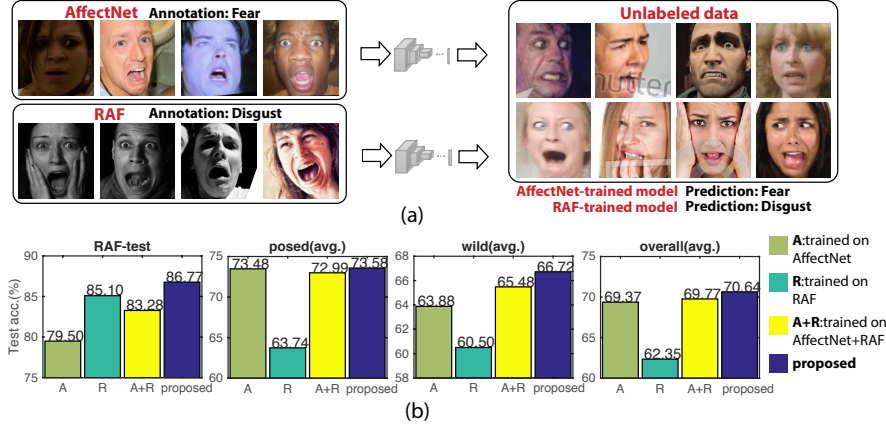 AffectNet Annotation: Fear
Unlabeled data
RAF Annotation: Disgust
AffectNet-trained model Prediction: Fear
RAF-trained model Prediction: Disgust
(a)
RAF-test
Test acc.(%)
90
85
80
75
79.50
85.10
83.28
86.77
A R A+R proposed
posed(avg.)
75
70
65
60
73.48
63.74
72.99
73.58
A R A+R proposed
wild(avg.)
68
66
64
62
60
58
63.88
60.50
65.48
66.72
A R A+R proposed
overall(avg.)
75
70
65
60
69.37
62.35
69.77
70.64
A R A+R proposed
A:trained on
AffectNet
R:trained on
RAF
A+R:trained on
AffectNet+RAF
proposed
(b)